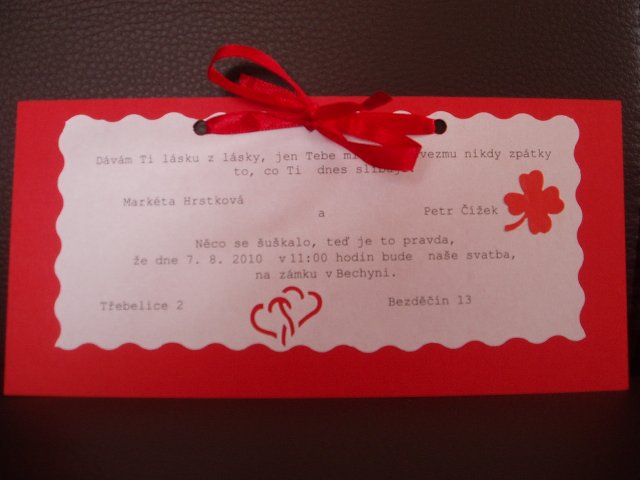 Dávám Ti lásku z lásky, jen Tebe nikdy zpátky
to, co Ti dnes
Markéta Hrstková
a
Petr Čížek
Něco se šuškalo, teď je to pravda,
že dne 7. 8. 2010 v 11:00 hodin bude naše svatba,
na zámku v Bechyni.
Třebelice 2
Bezděčín 13